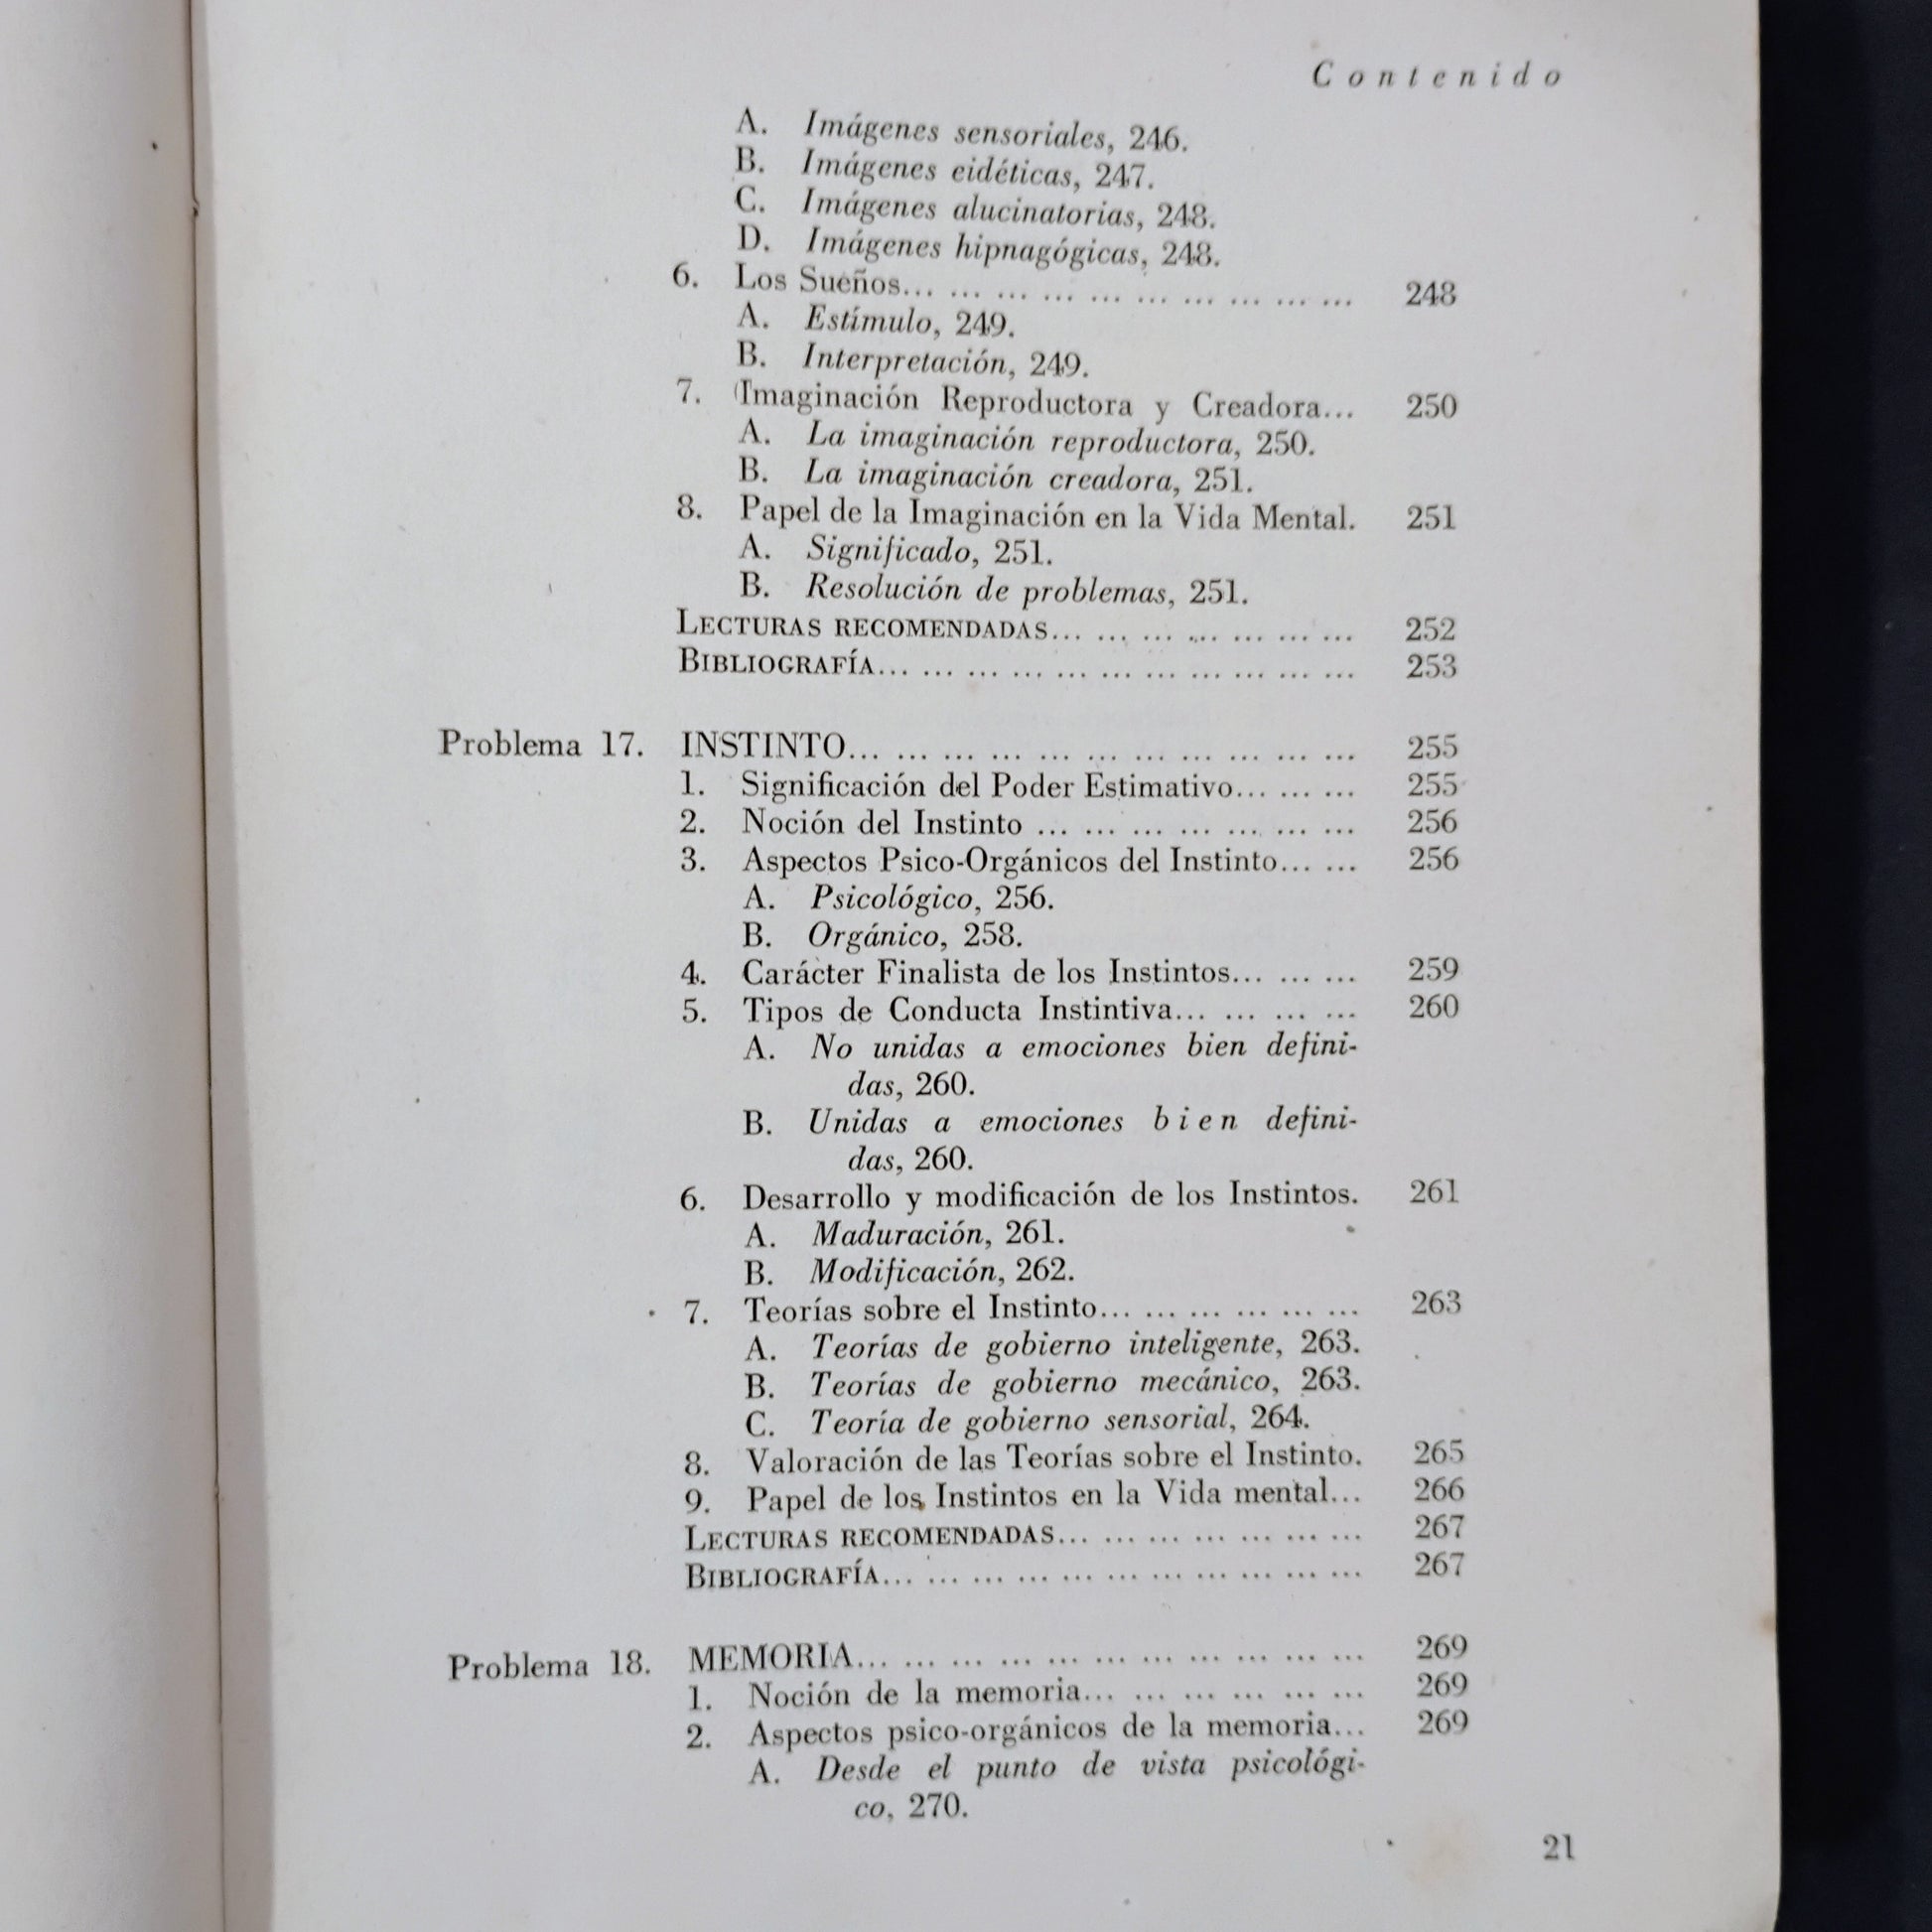 Contenido
A. Imágenes sensoriales, 246.
B. Imágenes eidéticas, 247.
C. Imágenes alucinatorias, 248.
D. Imágenes hipnagógicas, 248.
6. Los Sueños... ... ... ... ... ... ... ... ... ... 248
A. Estímulo, 249.
B. Interpretación, 249.
7. Imaginación Reproductora y Creadora... 250
A. La imaginación reproductora, 250.
B. La imaginación creadora, 251.
8. Papel de la Imaginación en la Vida Mental. 251
A. Significado, 251.
B. Resolución de problemas, 251.
LECTURAS RECOMENDADAS... ... ... ... ... ... ... 252
BIBLIOGRAFÍA... ... ... ... ... ... ... ... ... ... ... 253
Problema 17. INSTINTO... ... ... ... ... ... ... ... ... ... ... 255
1. Significación del Poder Estimativo... ... ... 255
2. Noción del Instinto ... ... ... ... ... ... ... 256
3. Aspectos Psico-Orgánicos del Instinto... ... 256
A. Psicológico, 256.
B. Orgánico, 258.
4. Carácter Finalista de los Instintos... ... ... 259
5. Tipos de Conducta Instintiva... ... ... ... 260
A. No unidas a emociones bien defini-
das, 260.
B. Unidas a emociones bien defini-
das, 260.
6. Desarrollo y modificación de los Instintos. 261
A. Maduración, 261.
B. Modificación, 262.
7. Teorías sobre el Instinto... ... ... ... ... ... 263
A. Teorías de gobierno inteligente, 263.
B. Teorías de gobierno mecánico, 263.
C. Teoría de gobierno sensorial, 264.
8. Valoración de las Teorías sobre el Instinto. 265
9. Papel de los Instintos en la Vida mental... 266
LECTURAS RECOMENDADAS... ... ... ... ... ... ... 267
BIBLIOGRAFÍA... ... ... ... ... ... ... ... ... ... ... 267
Problema 18. MEMORIA... ... ... ... ... ... ... ... ... ... ... 269
1. Noción de la memoria... ... ... ... ... ... 269
2. Aspectos psico-orgánicos de la memoria... 269
A. Desde el punto de vista psicológi-
co, 270.
21